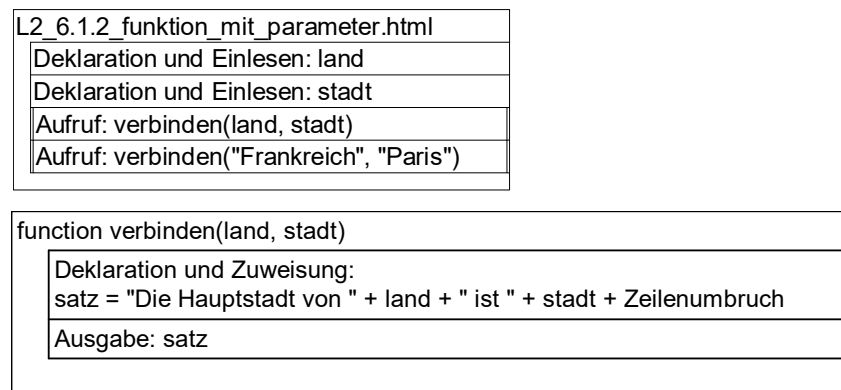 L2_6.1.2_funktion_mit_parameter.html
Deklaration und Einlesen: land
Deklaration und Einlesen: stadt
Aufruf: verbinden(land, stadt)
Aufruf: verbinden("Frankreich", "Paris")
function verbinden(land, stadt)
Deklaration und Zuweisung:
satz = "Die Hauptstadt von " + land + " ist " + stadt + Zeilenumbruch
Ausgabe: satz